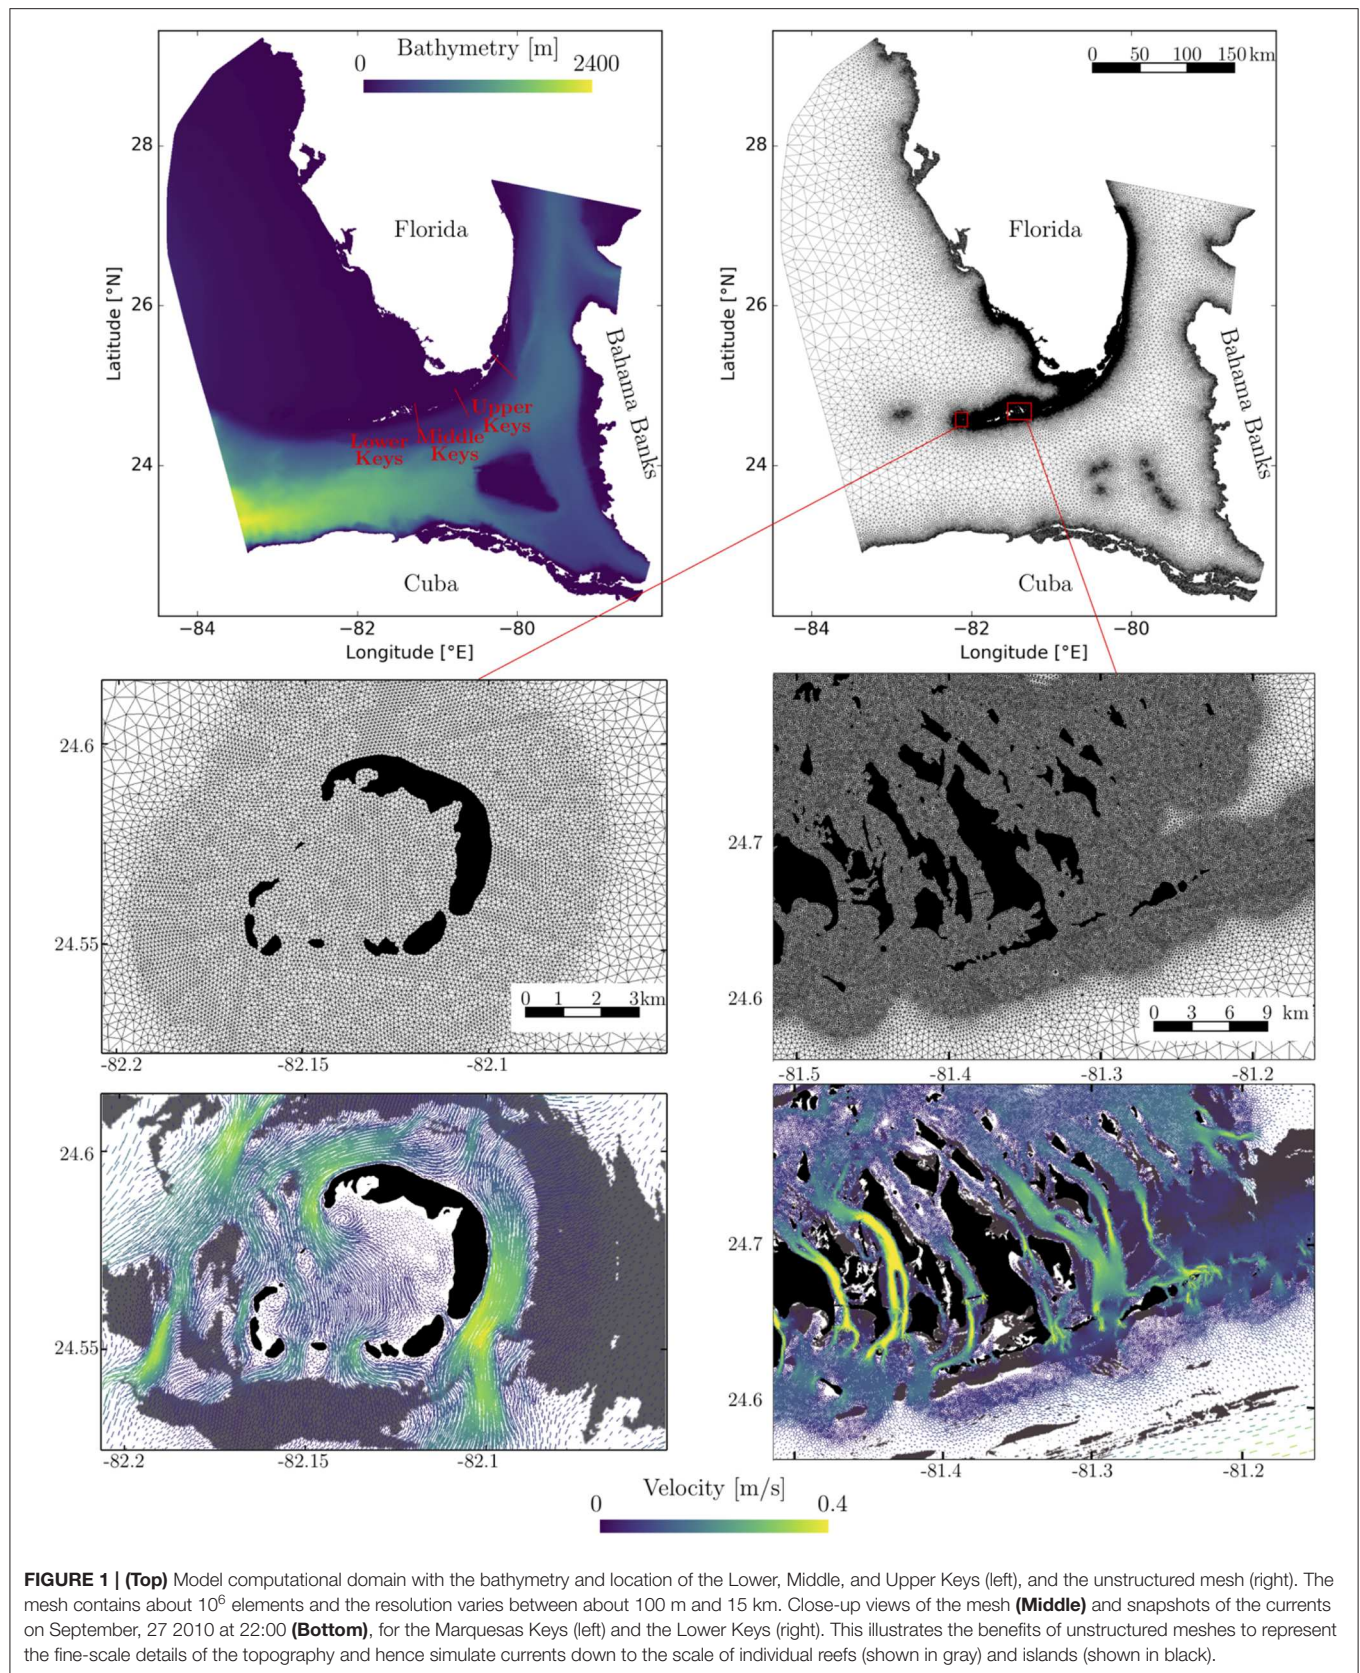 Bathymetry [m]
0 2400
28
26
24
Latitude [°N]
Florida
Bahama Banks
Upper
Keys
Middle
Keys
Lower
Keys
Cuba
−84 −82 −80
Longitude [°E]
0 50 100 150 km
28
26
24
Latitude [°N]
Florida
Bahama Banks
Cuba
−84 −82 −80
Longitude [°E]
24.6
24.55
0 1 2 3km
-82.2 -82.15 -82.1
24.7
24.6
0 3 6 9 km
-81.5 -81.4 -81.3 -81.2
24.6
24.55
-82.2 -82.15 -82.1
24.7
24.6
-81.4 -81.3 -81.2
Velocity [m/s]
0 0.4
FIGURE 1 | (Top) Model computational domain with the bathymetry and location of the Lower, Middle, and Upper Keys (left), and the unstructured mesh (right). The
mesh contains about 10⁶ elements and the resolution varies between about 100 m and 15 km. Close-up views of the mesh (Middle) and snapshots of the currents
on September, 27 2010 at 22:00 (Bottom), for the Marquesas Keys (left) and the Lower Keys (right). This illustrates the benefits of unstructured meshes to represent
the fine-scale details of the topography and hence simulate currents down to the scale of individual reefs (shown in gray) and islands (shown in black).